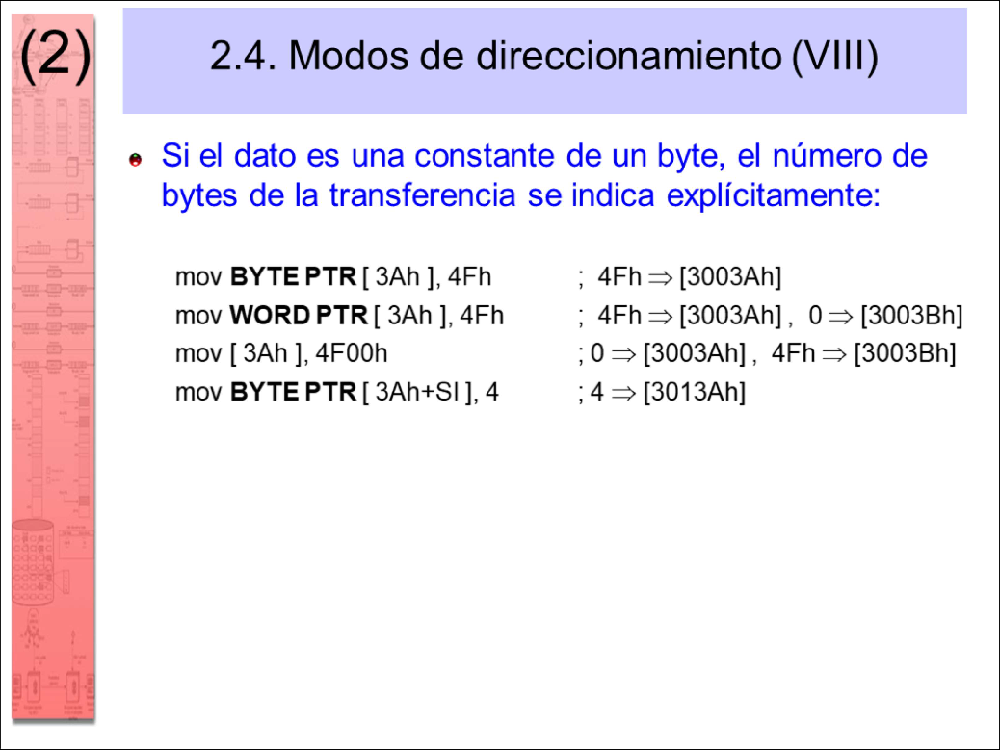 (2)
2.4. Modos de direccionamiento (VIII)
Si el dato es una constante de un byte, el número de
bytes de la transferencia se indica explícitamente:
mov BYTE PTR [ 3Ah ], 4Fh ; 4Fh ⇒ [3003Ah]
mov WORD PTR [ 3Ah ], 4Fh ; 4Fh ⇒ [3003Ah] , 0 ⇒ [3003Bh]
mov [ 3Ah ], 4F00h ; 0 ⇒ [3003Ah] , 4Fh ⇒ [3003Bh]
mov BYTE PTR [ 3Ah+SI ], 4 ; 4 ⇒ [3013Ah]